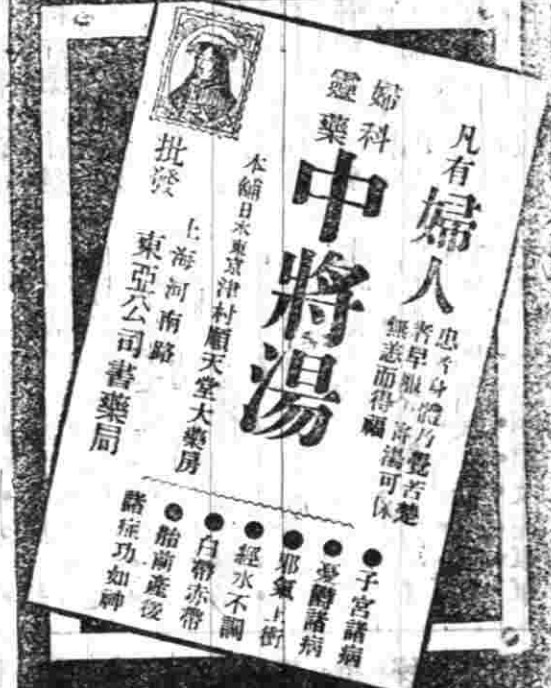 凡有婦人
患身體乃覺苦楚
者早服中將湯可保
無恙而得福
婦科
靈藥
中將湯
本舖日本東京津村順天堂大藥房
批發
上海河南路
東亞公司書藥局
●子宮諸病
●憂鬱諸病
●邪氣上衝
●經水不調
●白帶赤帶
●胎前產後
諸症功如神